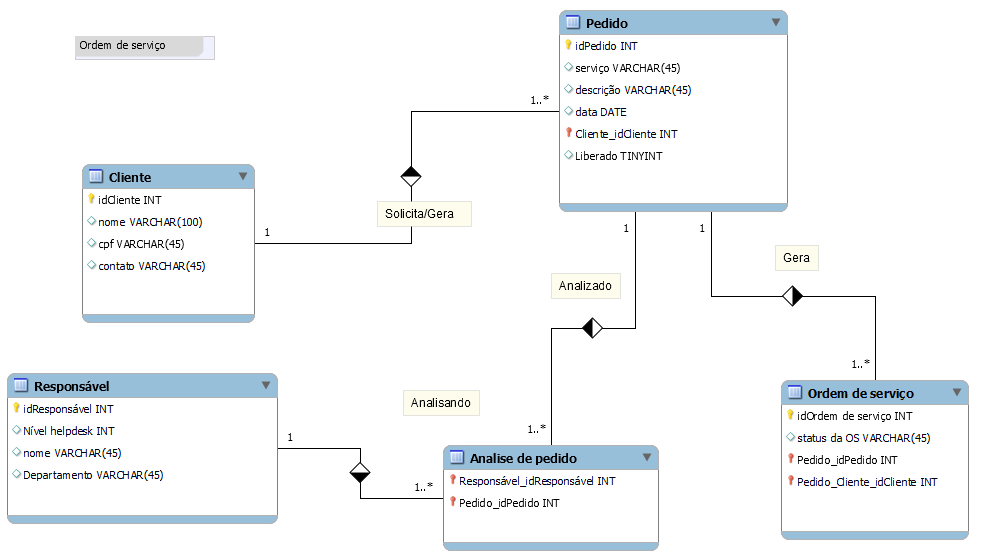 Ordem de serviço
Pedido
idPedido INT
serviço VARCHAR(45)
descrição VARCHAR(45)
data DATE
Cliente_idCliente INT
Liberado TINYINT
1..*
Cliente
idCliente INT
nome VARCHAR(100)
cpf VARCHAR(45)
contato VARCHAR(45)
Solicita/Gera
1
1
1
Gera
Analizado
1..*
Responsável
idResponsável INT
Nível helpdesk INT
nome VARCHAR(45)
Departamento VARCHAR(45)
Analisando
1
1..*
1..*
Analise de pedido
Responsável_idResponsável INT
Pedido_idPedido INT
Ordem de serviço
idOrdem de serviço INT
status da OS VARCHAR(45)
Pedido_idPedido INT
Pedido_Cliente_idCliente INT